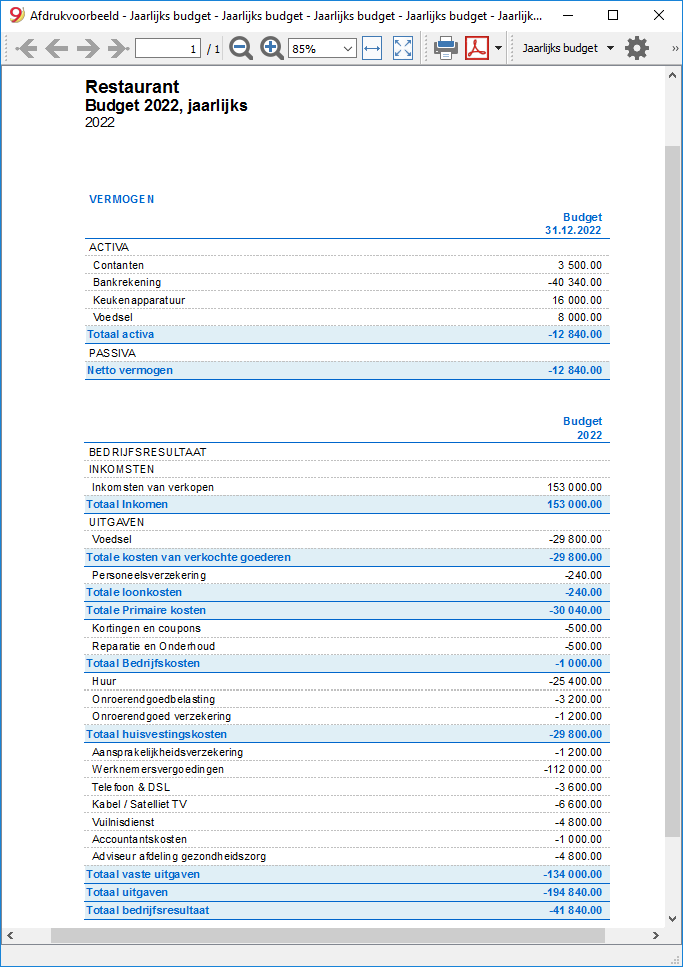 Afdrukvoorbeeld - Jaarlijks budget - Jaarlijks budget - Jaarlijks budget - Jaarlijks budget - Jaarlijk...
1 / 1 85% Jaarlijks budget »
Restaurant
Budget 2022, jaarlijks
2022
VERMOGEN
Budget
31.12.2022
ACTIVA
Contanten 3 500.00
Bankrekening -40 340.00
Keukenapparatuur 16 000.00
Voedsel 8 000.00
Totaal activa -12 840.00
PASSIVA
Netto vermogen -12 840.00
Budget
2022
BEDRIJFSRESULTAAT
INKOMSTEN
Inkomsten van verkopen 153 000.00
Totaal Inkomen 153 000.00
UITGAVEN
Voedsel -29 800.00
Totale kosten van verkochte goederen -29 800.00
Personeelsverzekering -240.00
Totale loonkosten -240.00
Totale Primaire kosten -30 040.00
Kortingen en coupons -500.00
Reparatie en Onderhoud -500.00
Totaal Bedrijfskosten -1 000.00
Huur -25 400.00
Onroerendgoedbelasting -3 200.00
Onroerendgoed verzekering -1 200.00
Totaal huisvestingskosten -29 800.00
Aansprakelijkheidsverzekering -1 200.00
Werknemersvergoedingen -112 000.00
Telefoon & DSL -3 600.00
Kabel / Satelliet TV -6 600.00
Vuilnisdienst -4 800.00
Accountantskosten -1 000.00
Adviseur afdeling gezondheidszorg -4 800.00
Totaal vaste uitgaven -134 000.00
Totaal uitgaven -194 840.00
Totaal bedrijfsresultaat -41 840.00